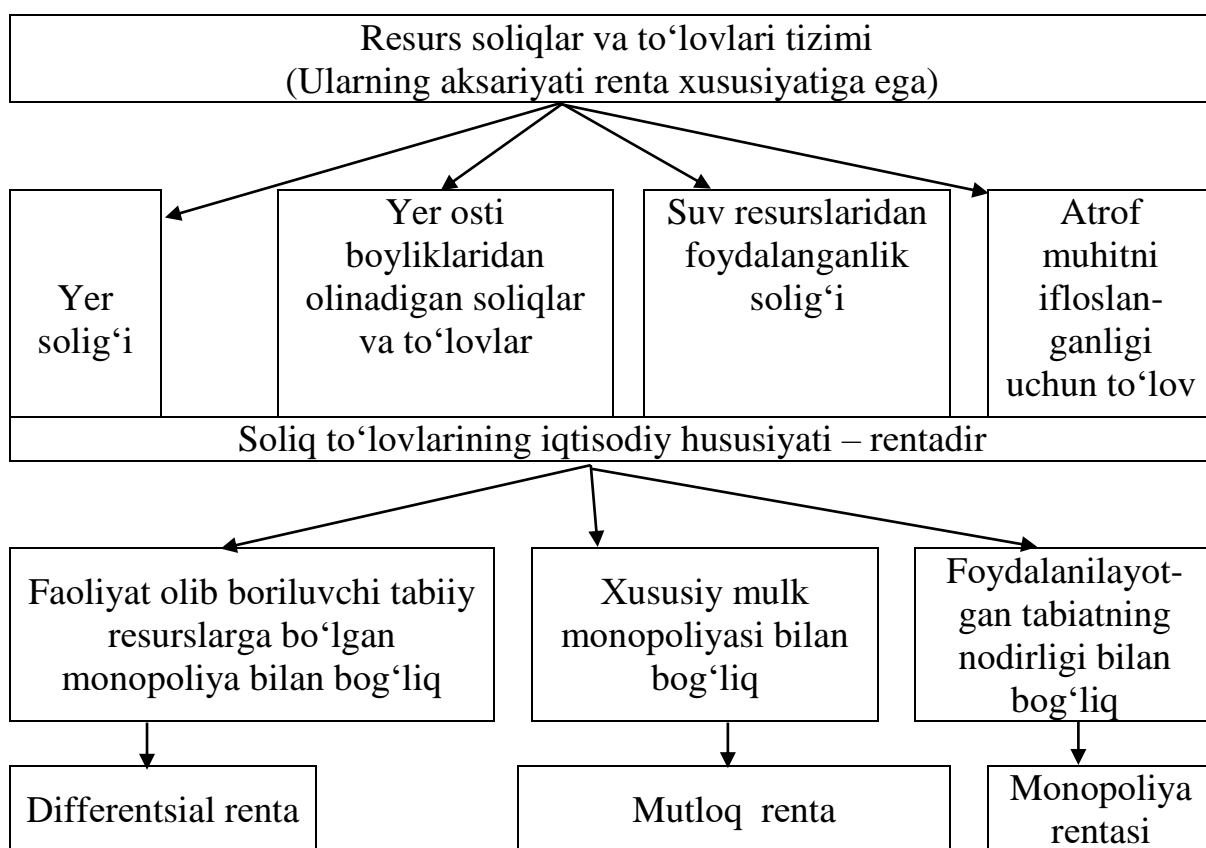 Resurs soliqlar va to‘lovlari tizimi
(Ularning aksariyati renta xususiyatiga ega)
Yer
solig‘i
Yer osti
boyliklaridan
olinadigan soliqlar
va to‘lovlar
Suv resurslaridan
foydalanganlik
solig‘i
Atrof
muhitni
ifloslan-
ganligi
uchun to‘lov
Soliq to‘lovlarining iqtisodiy hususiyati – rentadir
Faoliyat olib boriluvchi tabiiy
resurslarga bo‘lgan
monopoliya bilan bog‘liq
Xususiy mulk
monopoliyasi bilan
bog‘liq
Foydalanilayot-
gan tabiatning
nodirligi bilan
bog‘liq
Differentsial renta
Mutloq renta
Monopoliya
rentasi